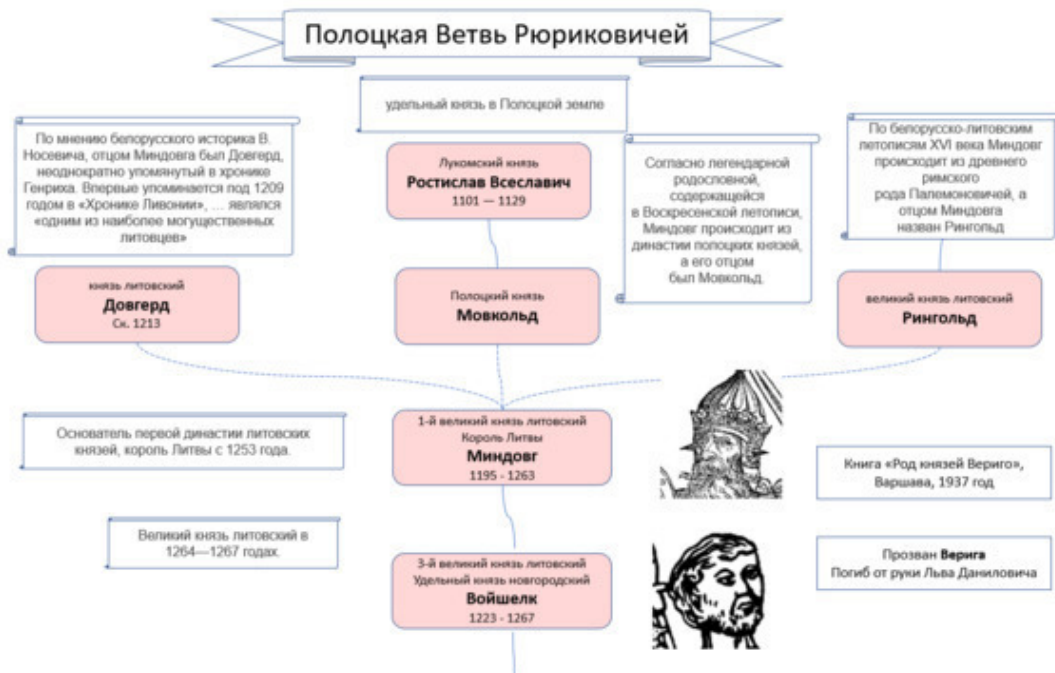 Полоцкая Ветвь Рюриковичей
удельный князь в Полоцкой земле
По мнению белорусского историка В.
Носевича, отцом Миндовга был Довгерд,
неоднократно упомянутый в хронике
Генриха. Впервые упоминается под 1209
годом в «Хронике Ливонии», … являлся
«одним из наиболее могущественных
литовцев»
Лукомский князь
Ростислав Всеславич
1101 — 1129
Согласно легендарной
родословной,
содержащейся
в Воскресенской летописи,
Миндовг происходит из
династии полоцких князей,
а его отцом
был Мовкольд.
По белорусско-литовским
летописям XVI века Миндовг
происходит из древнего
римского
рода Палемоновичей, а
отцом Миндовга
назван Рингольд
князь литовский
Довгерд
Ск. 1213
Полоцкий князь
Мовкольд
великий князь литовский
Рингольд
Основатель первой династии литовских
князей, король Литвы с 1253 года.
1-й великий князь литовский
Король Литвы
Миндовг
1195 - 1263
Книга «Род князей Вериго»,
Варшава, 1937 год
Великий князь литовский в
1264—1267 годах.
3-й великий князь литовский
Удельный князь новгородский
Войшелк
1223 - 1267
Прозван Верига
Погиб от руки Льва Даниловича